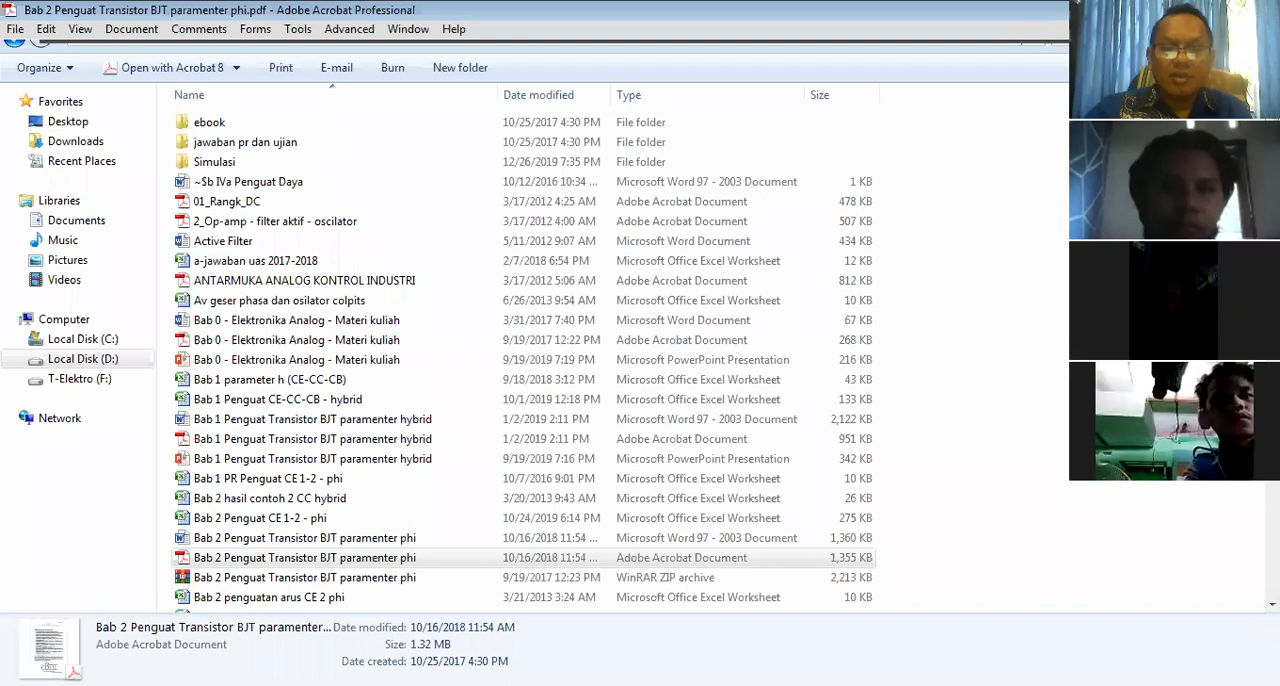 Bab 2 Penguat Transistor BJT paramenter phi.pdf - Adobe Acrobat Professional
File Edit View Document Comments Forms Tools Advanced Window Help
Organize Open with Acrobat 8 Print E-mail Burn New folder
Favorites
Desktop
Downloads
Recent Places
Libraries
Documents
Music
Pictures
Videos
Computer
Local Disk (C:)
Local Disk (D:)
T-Elektro (F:)
Network
Name Date modified Type Size
ebook 10/25/2017 4:30 PM File folder
jawaban pr dan ujian 10/25/2017 4:30 PM File folder
Simulasi 12/26/2019 7:35 PM File folder
~$b IVa Penguat Daya 10/12/2016 10:34 ... Microsoft Word 97 - 2003 Document 1 KB
01_Rangk_DC 3/17/2012 4:25 AM Adobe Acrobat Document 478 KB
2_Op-amp - filter aktif - oscilator 3/17/2012 4:00 AM Adobe Acrobat Document 507 KB
Active Filter 5/11/2012 9:07 AM Microsoft Word Document 434 KB
a-jawaban uas 2017-2018 2/7/2018 6:54 PM Microsoft Office Excel Worksheet 12 KB
ANTARMUKA ANALOG KONTROL INDUSTRI 3/17/2012 5:06 AM Adobe Acrobat Document 812 KB
Av geser phasa dan osilator colpits 6/26/2013 9:54 AM Microsoft Office Excel Worksheet 10 KB
Bab 0 - Elektronika Analog - Materi kuliah 3/31/2017 7:40 PM Microsoft Word Document 67 KB
Bab 0 - Elektronika Analog - Materi kuliah 9/19/2017 12:22 PM Adobe Acrobat Document 268 KB
Bab 0 - Elektronika Analog - Materi kuliah 9/19/2019 7:19 PM Microsoft PowerPoint Presentation 216 KB
Bab 1 parameter h (CE-CC-CB) 9/18/2018 3:12 PM Microsoft Office Excel Worksheet 43 KB
Bab 1 Penguat CE-CC-CB - hybrid 10/1/2019 12:18 PM Microsoft Office Excel Worksheet 133 KB
Bab 1 Penguat Transistor BJT paramenter hybrid 1/2/2019 2:11 PM Microsoft Word 97 - 2003 Document 2,122 KB
Bab 1 Penguat Transistor BJT paramenter hybrid 1/2/2019 2:11 PM Adobe Acrobat Document 951 KB
Bab 1 Penguat Transistor BJT paramenter hybrid 9/19/2019 7:16 PM Microsoft PowerPoint Presentation 342 KB
Bab 1 PR Penguat CE 1-2 - phi 10/7/2016 9:01 PM Microsoft Office Excel Worksheet 10 KB
Bab 2 hasil contoh 2 CC hybrid 3/20/2013 9:43 AM Microsoft Office Excel Worksheet 26 KB
Bab 2 Penguat CE 1-2 - phi 10/24/2019 6:14 PM Microsoft Office Excel Worksheet 275 KB
Bab 2 Penguat Transistor BJT paramenter phi 10/16/2018 11:54 ... Microsoft Word 97 - 2003 Document 1,360 KB
Bab 2 Penguat Transistor BJT paramenter phi 10/16/2018 11:54 ... Adobe Acrobat Document 1,355 KB
Bab 2 Penguat Transistor BJT paramenter phi 9/19/2017 12:23 PM WinRAR ZIP archive 2,213 KB
Bab 2 penguatan arus CE 2 phi 3/21/2013 3:24 AM Microsoft Office Excel Worksheet 10 KB
Bab 2 Penguat Transistor BJT paramenter... Date modified: 10/16/2018 11:54 AM
Adobe Acrobat Document Size: 1.32 MB
Date created: 10/25/2017 4:30 PM